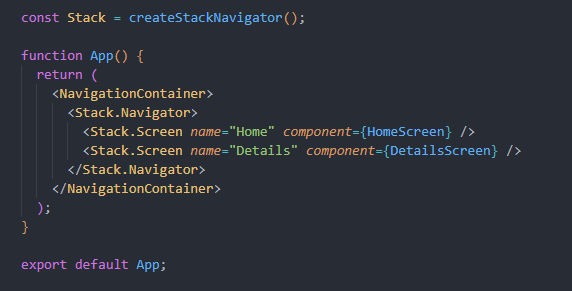 const Stack = createStackNavigator();
function App() {
return (
<NavigationContainer>
<Stack.Navigator>
<Stack.Screen name="Home" component={HomeScreen} />
<Stack.Screen name="Details" component={DetailsScreen} />
</Stack.Navigator>
</NavigationContainer>
);
}
export default App;